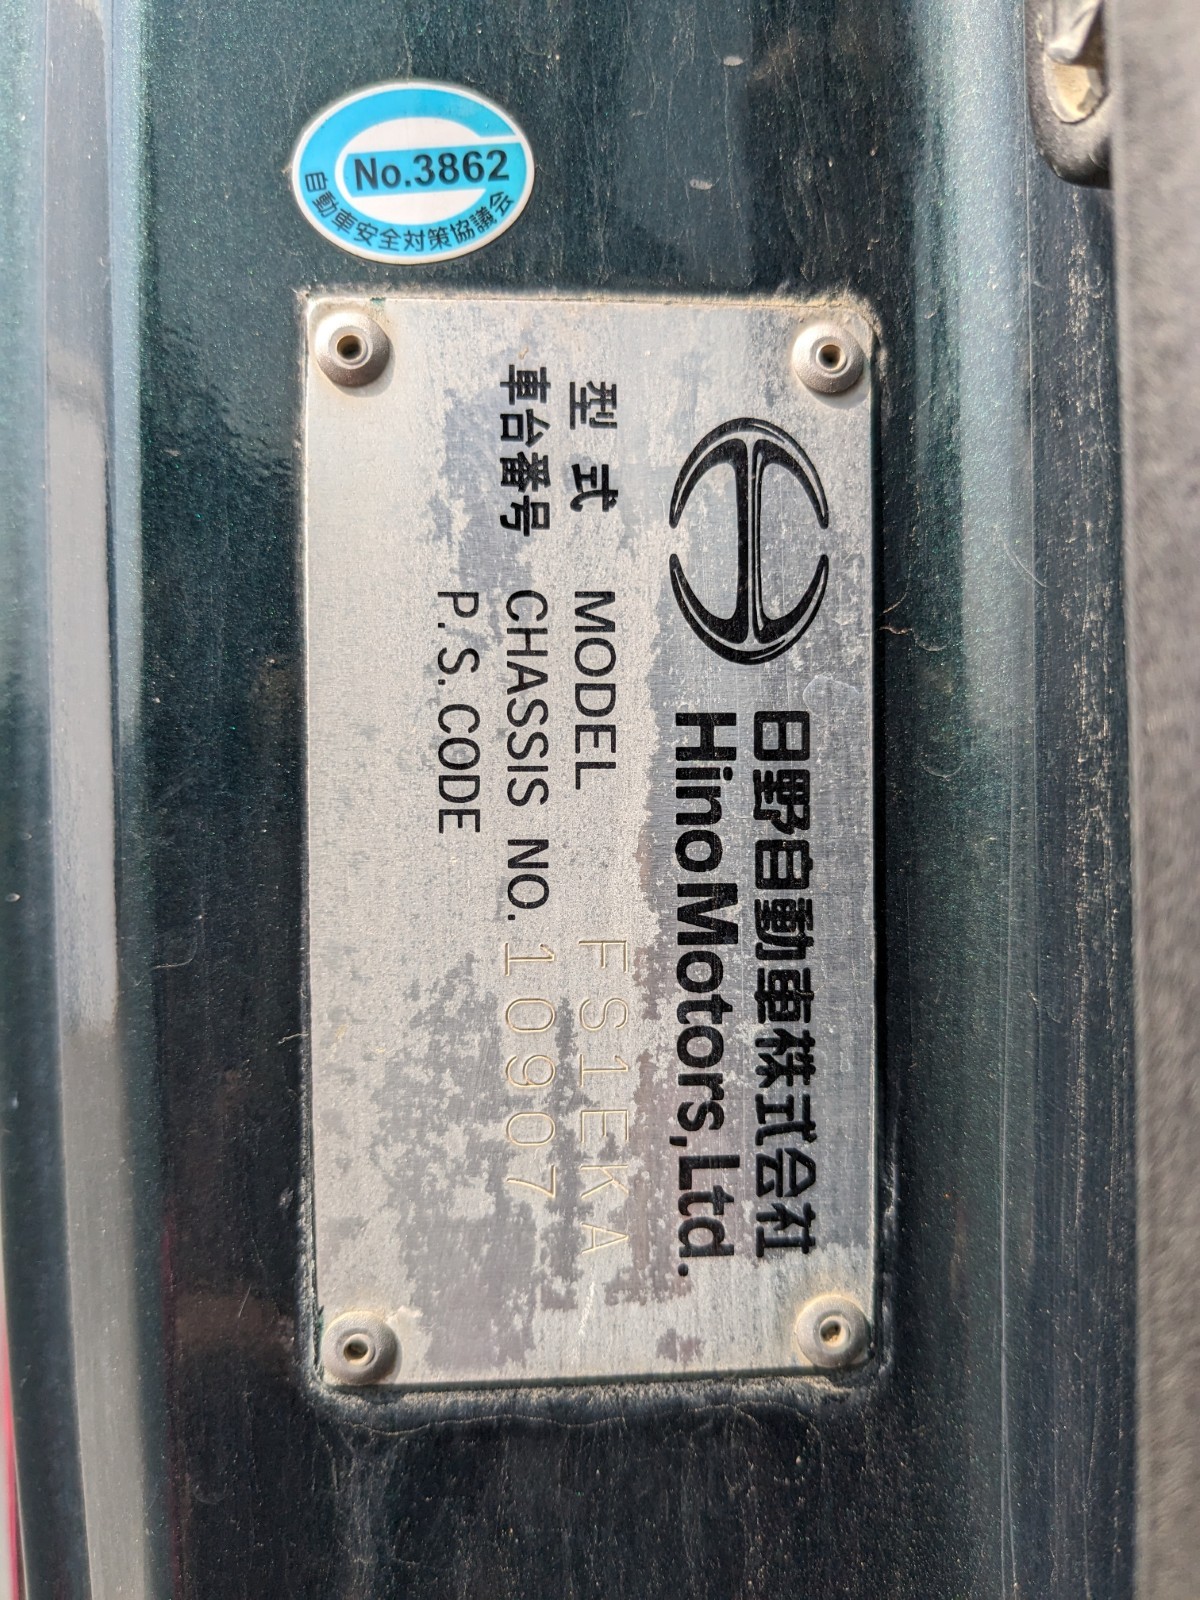 No.3862
自動車安全対策協議会
日野自動車株式会社
Hino Motors, Ltd.
型式 MODEL FS1EKA
車台番号 CHASSIS NO. 10907
P.S.CODE